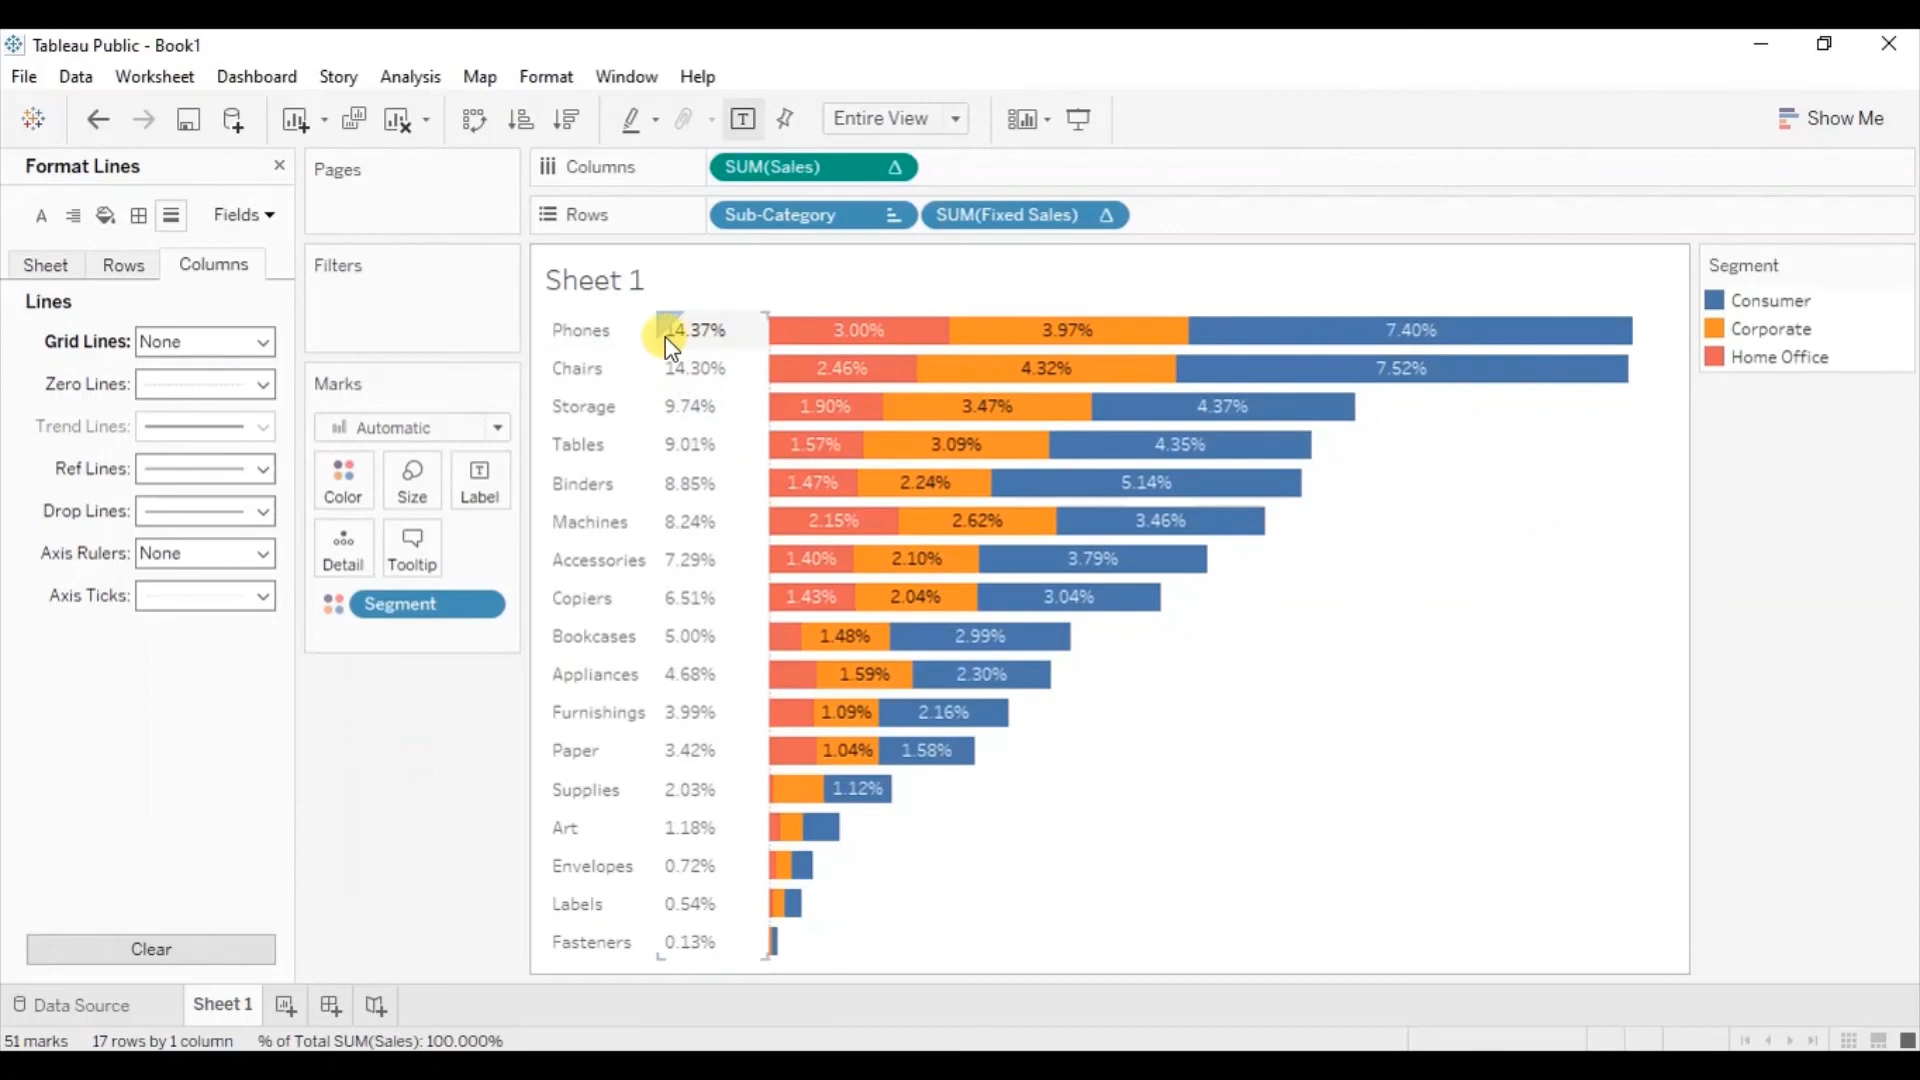 Tableau Public - Book1
File Data Worksheet Dashboard Story Analysis Map Format Window Help
Entire View
Show Me
Format Lines
Fields
Sheet Rows Columns
Lines
Grid Lines: None
Zero Lines:
Trend Lines:
Ref Lines:
Drop Lines:
Axis Rulers: None
Axis Ticks:
Clear
Pages
Filters
Marks
Automatic
Color Size Label
Detail Tooltip
Segment
Columns SUM(Sales)
Rows Sub-Category SUM(Fixed Sales)
Sheet 1
Phones 14.37% 3.00% 3.97% 7.40%
Chairs 14.30% 2.46% 4.32% 7.52%
Storage 9.74% 1.90% 3.47% 4.37%
Tables 9.01% 1.57% 3.09% 4.35%
Binders 8.85% 1.47% 2.24% 5.14%
Machines 8.24% 2.15% 2.62% 3.46%
Accessories 7.29% 1.40% 2.10% 3.79%
Copiers 6.51% 1.43% 2.04% 3.04%
Bookcases 5.00% 1.48% 2.99%
Appliances 4.68% 1.59% 2.30%
Furnishings 3.99% 1.09% 2.16%
Paper 3.42% 1.04% 1.58%
Supplies 2.03% 1.12%
Art 1.18%
Envelopes 0.72%
Labels 0.54%
Fasteners 0.13%
Segment
Consumer
Corporate
Home Office
Data Source Sheet 1
51 marks 17 rows by 1 column % of Total SUM(Sales): 100.000%